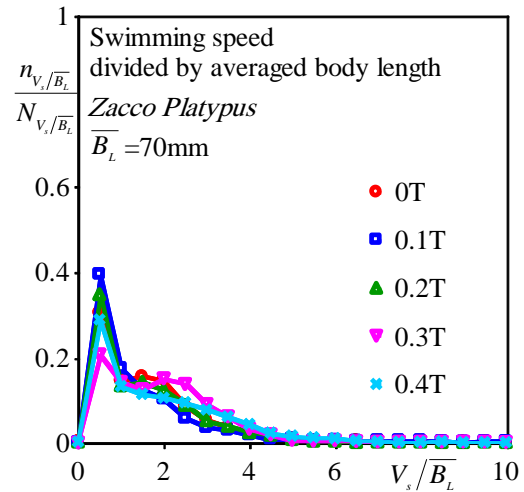 1
Swimming speed
divided by averaged body length
n_{V_s/\overline{B_L}}
N_{V_s/\overline{B_L}}
Zacco Platypus
\overline{B_L} =70mm
0.6
0T
0.1T
0.4
0.2T
0.3T
0.2
0.4T
0
0 2 4 6 8 10
V_s/\overline{B_L}